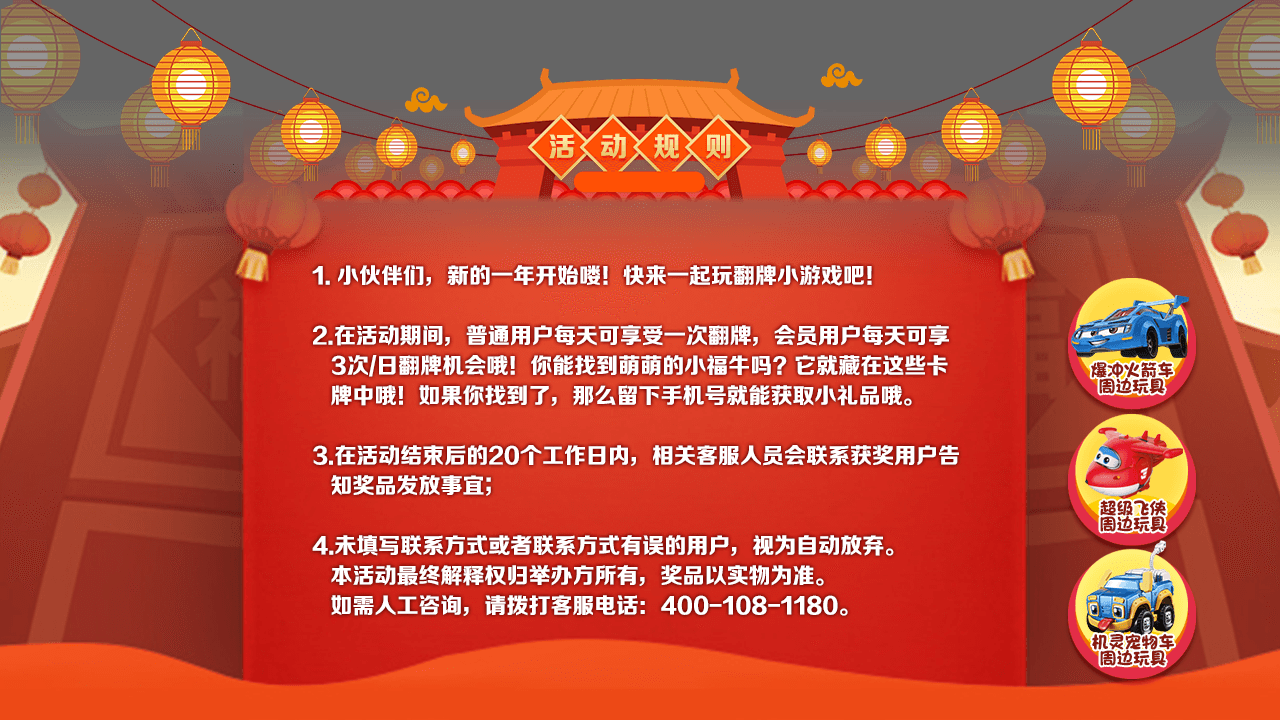 活动规则
1. 小伙伴们，新的一年开始喽！快来一起玩翻牌小游戏吧！
2.在活动期间，普通用户每天可享受一次翻牌，会员用户每天可享
3次/日翻牌机会哦！你能找到萌萌的小福牛吗？它就藏在这些卡
牌中哦！如果你找到了，那么留下手机号就能获取小礼品哦。
3.在活动结束后的20个工作日内，相关客服人员会联系获奖用户告
知奖品发放事宜；
4.未填写联系方式或者联系方式有误的用户，视为自动放弃。
本活动最终解释权归举办方所有，奖品以实物为准。
如需人工咨询，请拨打客服电话：400-108-1180。
爆冲火箭车
周边玩具
超级飞侠
周边玩具
机灵宠物车
周边玩具
福